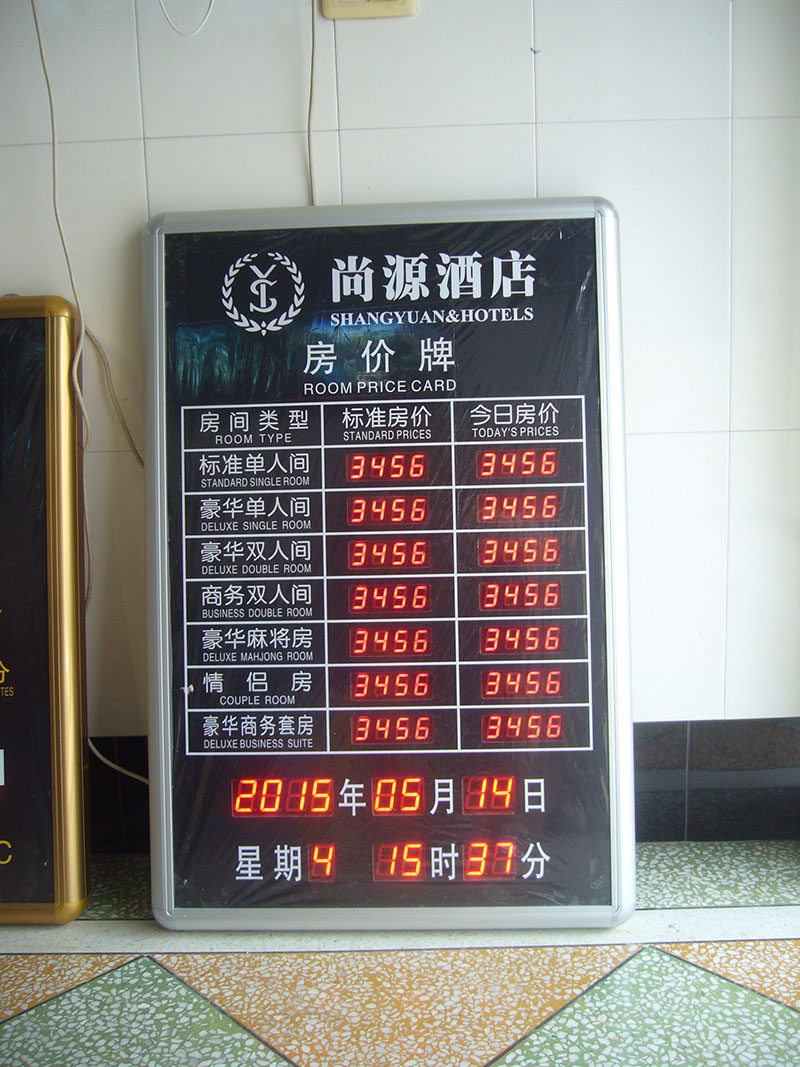 尚源酒店
SHANGYUAN&HOTELS
房价牌
ROOM PRICE CARD
房间类型 标准房价 今日房价
ROOM TYPE STANDARD PRICES TODAY'S PRICES
标准单人间 3456 3456
STANDARD SINGLE ROOM
豪华单人间 3456 3456
DELUXE SINGLE ROOM
豪华双人间 3456 3456
DELUXE DOUBLE ROOM
商务双人间 3456 3456
BUSINESS DOUBLE ROOM
豪华麻将房 3456 3456
DELUXE MAHJONG ROOM
情侣房 3456 3456
COUPLE ROOM
豪华商务套房 3456 3456
DELUXE BUSINESS SUITE
2015年05月14日
星期4 15时37分
分
TES
C